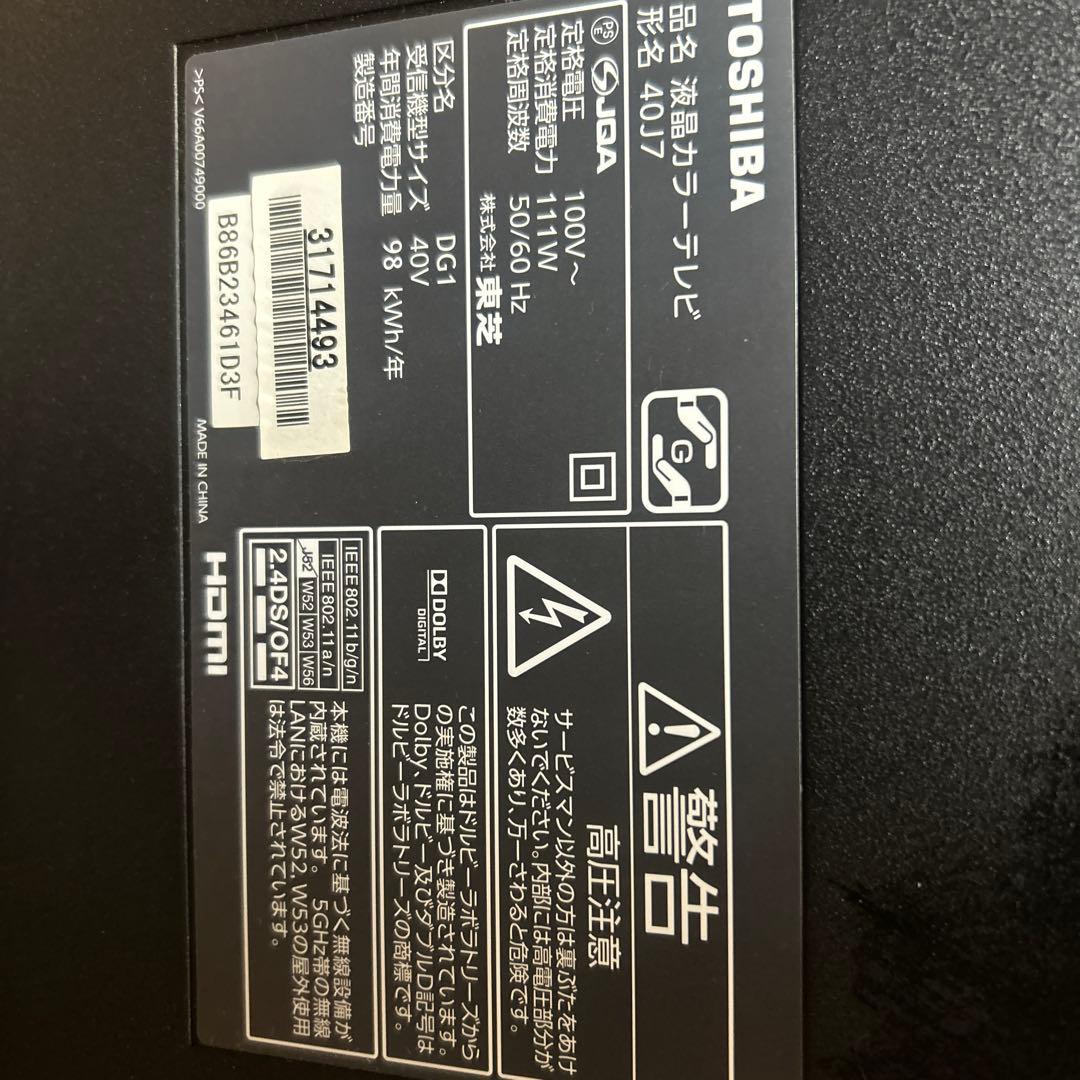 TOSHIBA
品名 液晶カラーテレビ
形名 40J7
PS
E
JQA
定格電圧 100V～
定格消費電力 111W
定格周波数 50/60 Hz
株式会社 東芝
G
区分名 DG1
受信機型サイズ 40V
年間消費電力量 98 kWh/年
製造番号
31714493
B86B23461D3F
>PS< V66A00749000
MADE IN CHINA
警告
高圧注意
サービスマン以外の方は裏ぶたをあけ
ないでください。内部には高電圧部分が
数多くあり、万一さわると危険です。
DOLBY
DIGITAL
この製品はドルビーラボラトリーズから
の実施権に基づき製造されています。
Dolby、ドルビー及びダブルD記号は
ドルビーラボラトリーズの商標です。
IEEE802.11b/g/n
IEEE802.11a/n
J52 W52 W53 W56
2.4DS/OF4
本機には電波法に基づく無線設備が
内蔵されています。 5GHz帯の無線
LANにおけるW52, W53の屋外使用
は法令で禁止されています。
HDMI